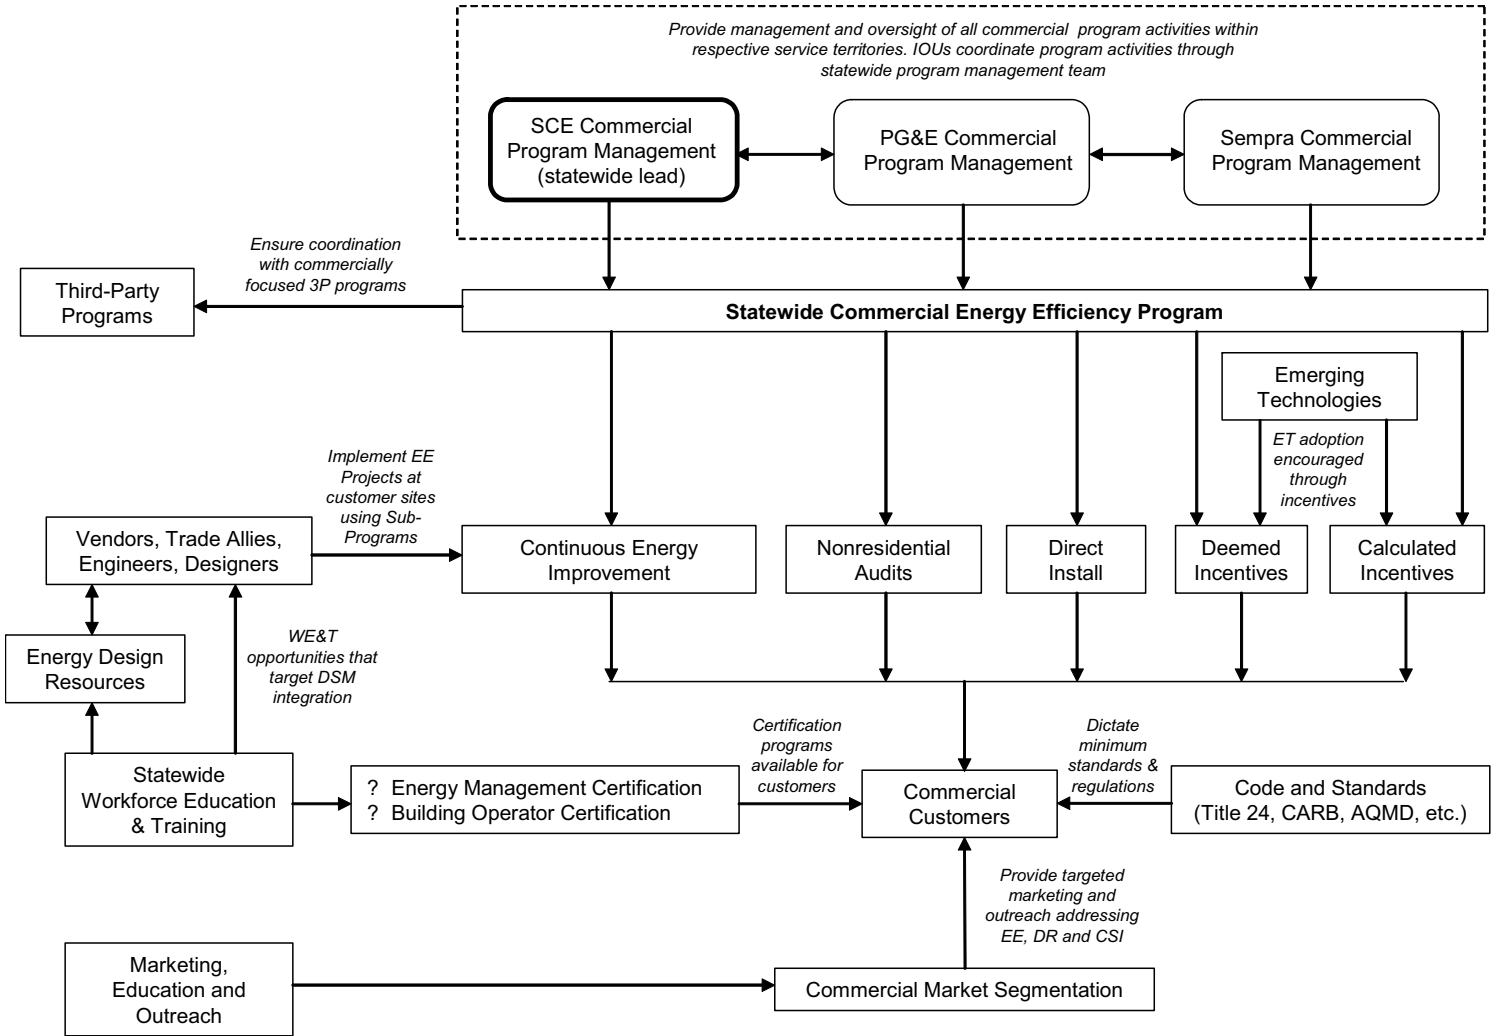 Provide management and oversight of all commercial program activities within
respective service territories. IOUs coordinate program activities through
statewide program management team
SCE Commercial
Program Management
(statewide lead)
PG&E Commercial
Program Management
Sempra Commercial
Program Management
Ensure coordination
with commercially
focused 3P programs
Third-Party
Programs
Statewide Commercial Energy Efficiency Program
Emerging
Technologies
ET adoption
encouraged
through
incentives
Implement EE
Projects at
customer sites
using Sub-
Programs
Vendors, Trade Allies,
Engineers, Designers
Continuous Energy
Improvement
Nonresidential
Audits
Direct
Install
Deemed
Incentives
Calculated
Incentives
Energy Design
Resources
WE&T
opportunities that
target DSM
integration
Statewide
Workforce Education
& Training
? Energy Management Certification
? Building Operator Certification
Certification
programs
available for
customers
Commercial
Customers
Dictate
minimum
standards &
regulations
Code and Standards
(Title 24, CARB, AQMD, etc.)
Provide targeted
marketing and
outreach addressing
EE, DR and CSI
Marketing,
Education and
Outreach
Commercial Market Segmentation